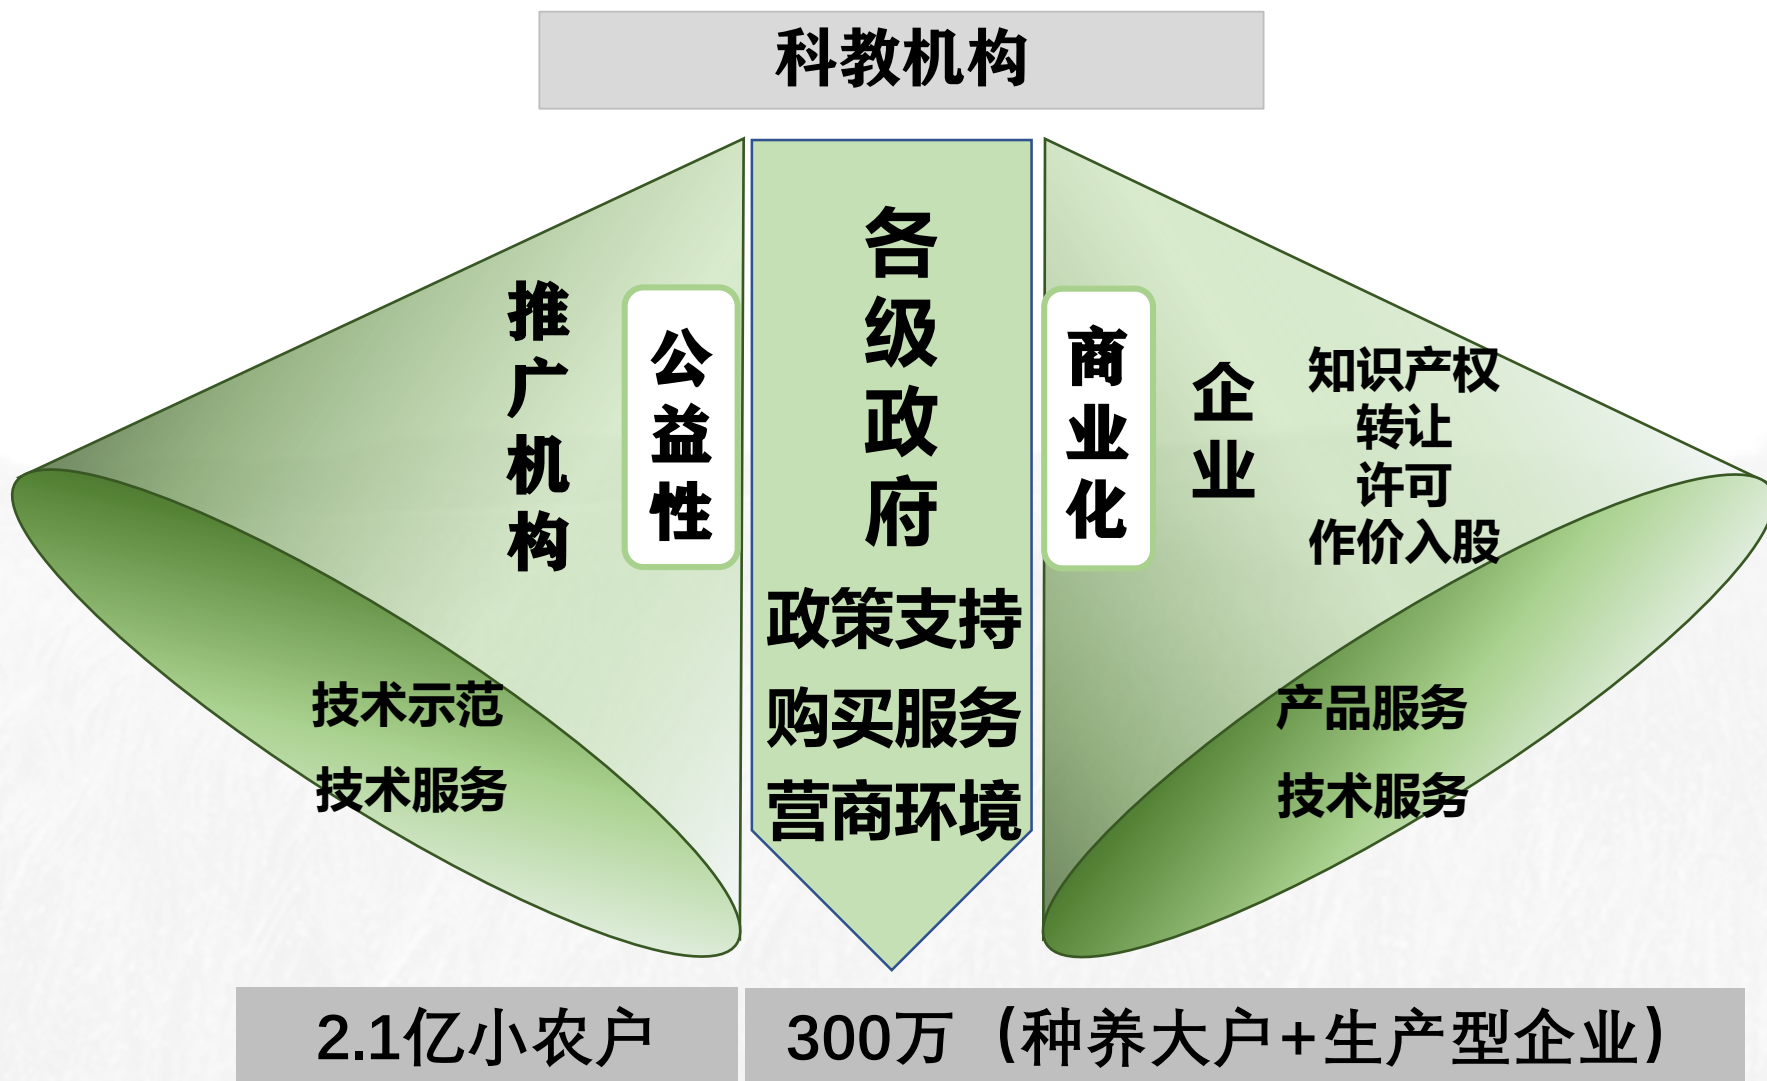 科教机构
推广机构
公益性
技术示范
技术服务
各级政府
政策支持
购买服务
营商环境
商业化
企业
知识产权
转让
许可
作价入股
产品服务
技术服务
2.1亿小农户
300万（种养大户+生产型企业）